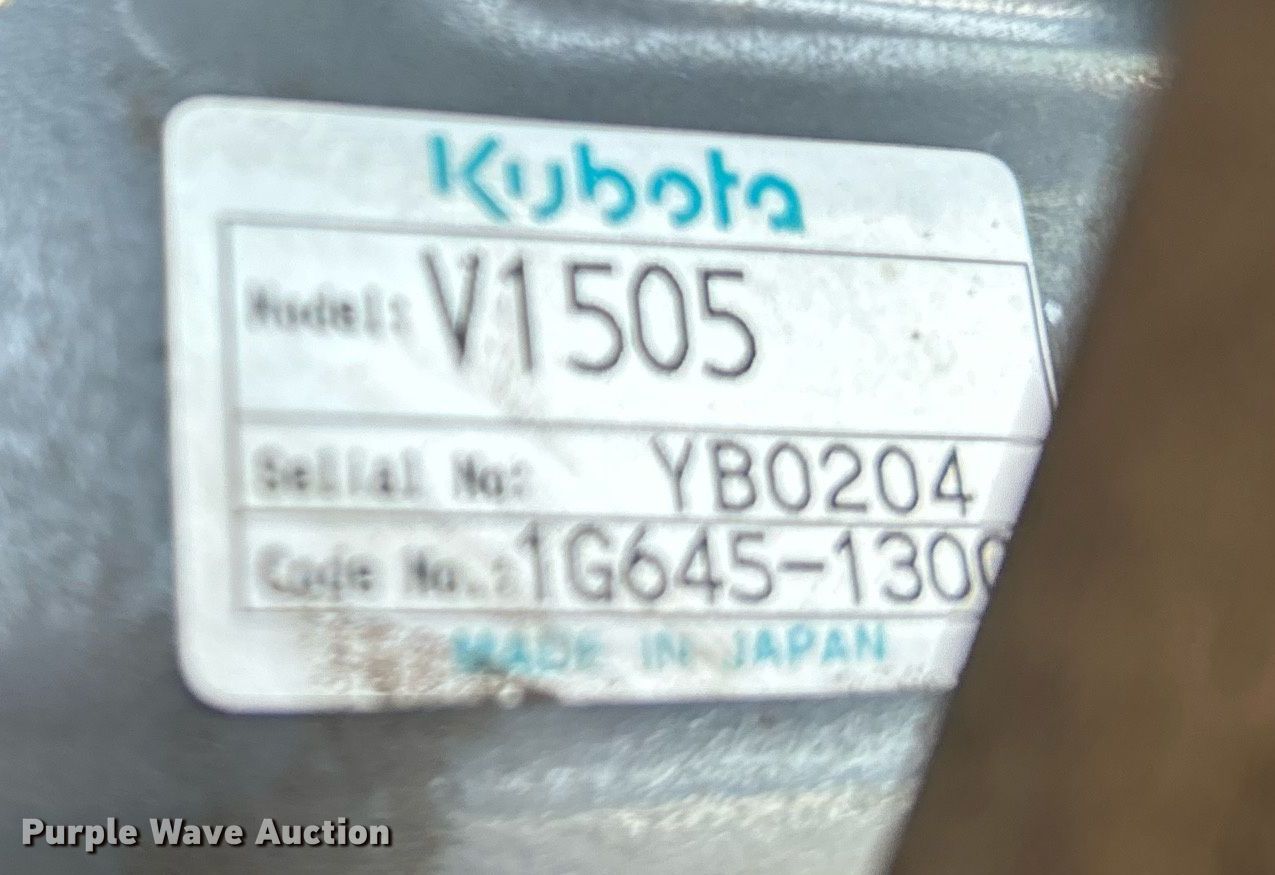 Kubota
Model: V1505
Serial No: YB0204
Code No.: 1G645-1300
MADE IN JAPAN
Purple Wave Auction